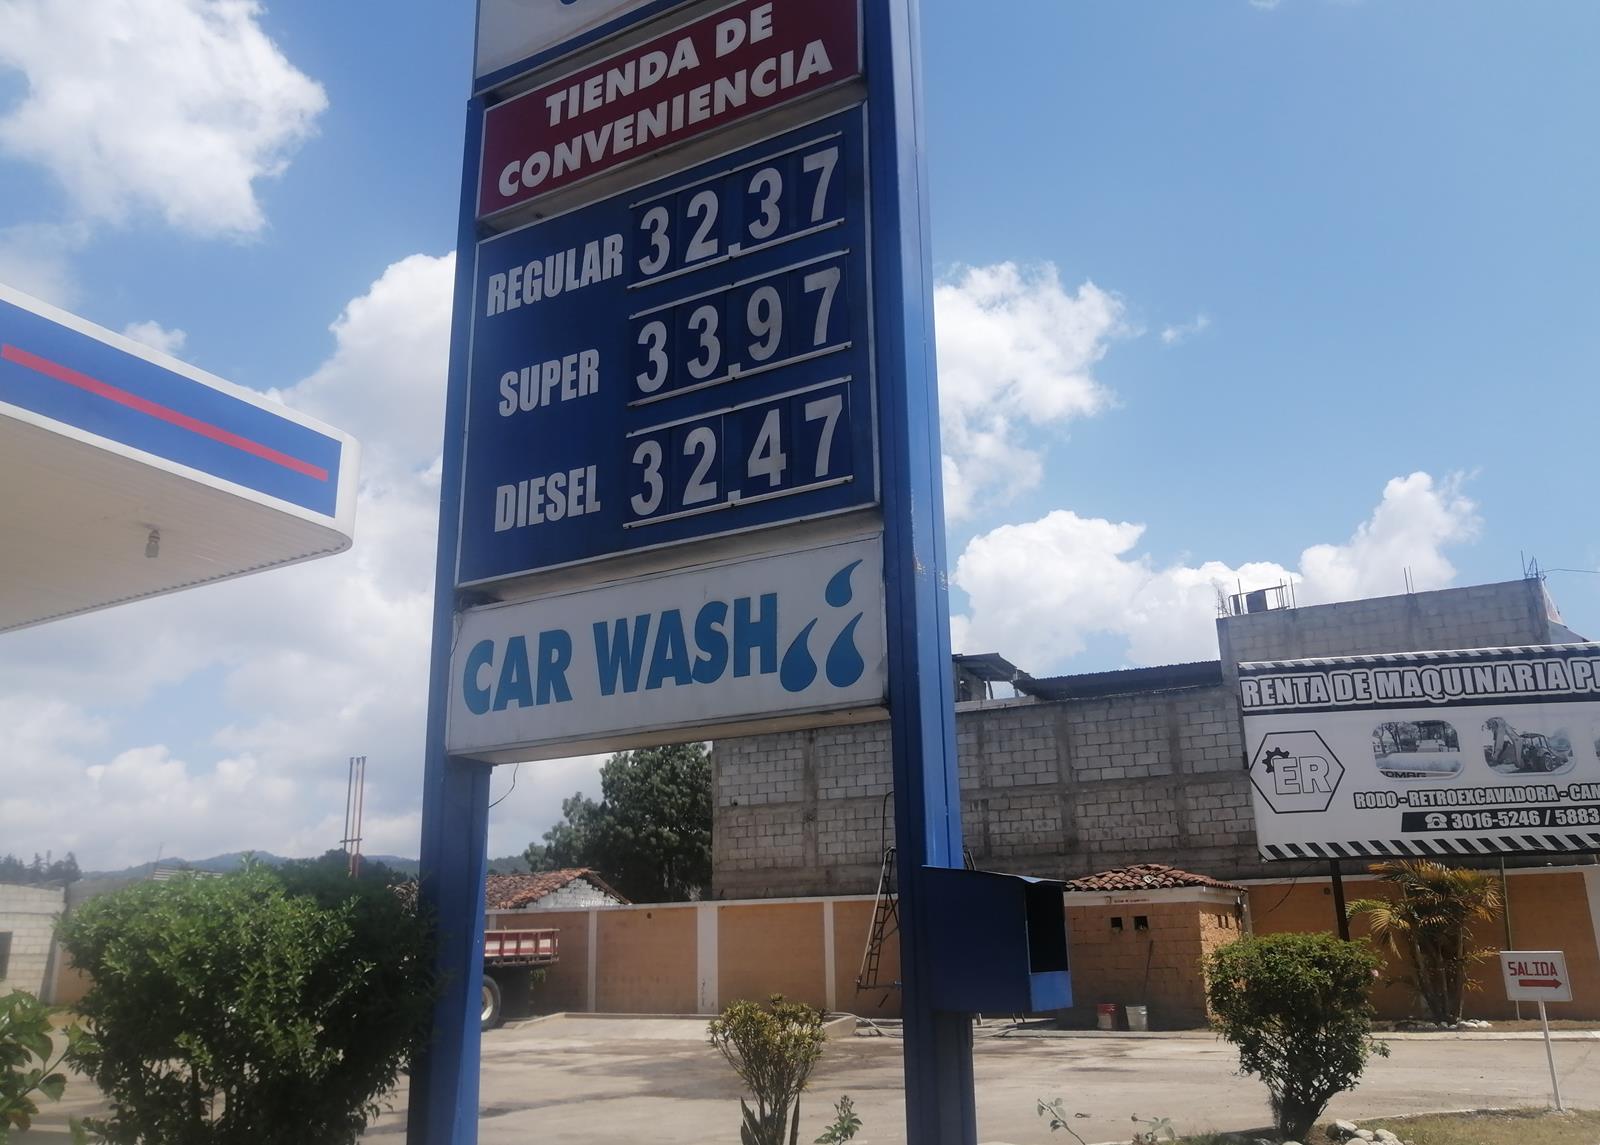 TIENDA DE
CONVENIENCIA
REGULAR 32.37
SUPER 33.97
DIESEL 32.47
CAR WASH
RENTA DE MAQUINARIA
ER
RODO - RETROEXCAVADORA -
3016-5246 / 5883
SALIDA